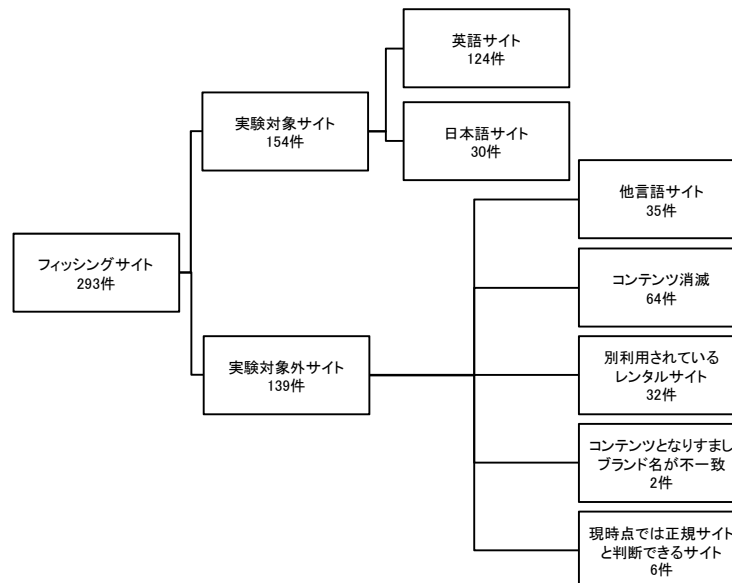 英語サイト
124件
実験対象サイト
154件
日本語サイト
30件
他言語サイト
35件
フィッシングサイト
293件
コンテンツ消滅
64件
実験対象外サイト
139件
別利用されている
レンタルサイト
32件
コンテンツとなりすまし
ブランド名が不一致
2件
現時点では正規サイト
と判断できるサイト
6件